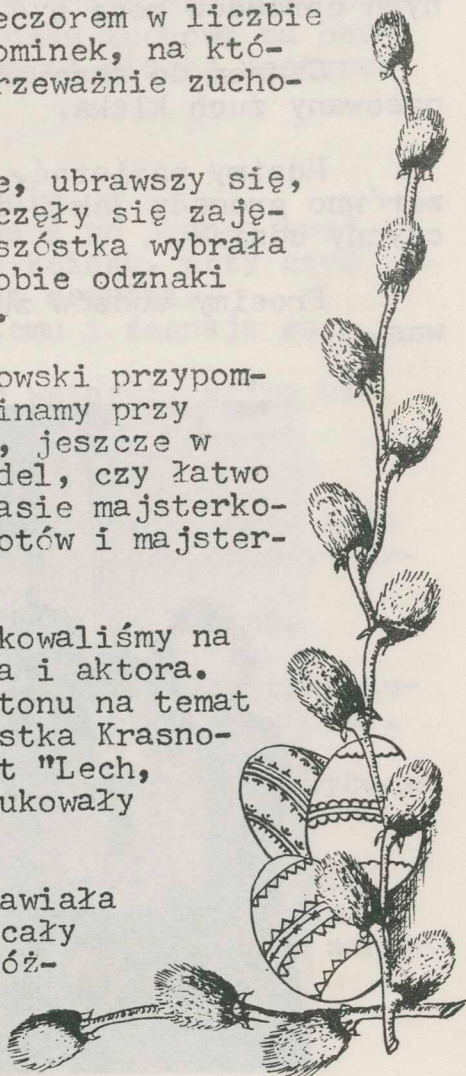 eczorem w liczbie
ominek, na któ-
rzeważnie zucho-
e, ubrawszy się,
częły się zaję-
szóstka wybrała
obie odznaki
owski przypom-
inamy przy
, jeszcze w
del, czy łatwo
asie majsterko-
otów i majster-
kowaliśmy na
a i aktora.
tonu na temat
stka Krasno-
t "Lech,
ukowały
awiała
cały
óż-